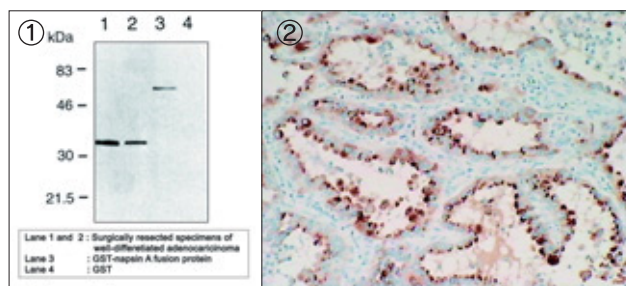 ①
②
kDa
1 2 3 4
83
46
30
21.5
Lane 1 and 2 : Surgically resected specimens of
well-differentiated adenocaricinoma
Lane 3 : GST-napsin A fusion protein
Lane 4 : GST